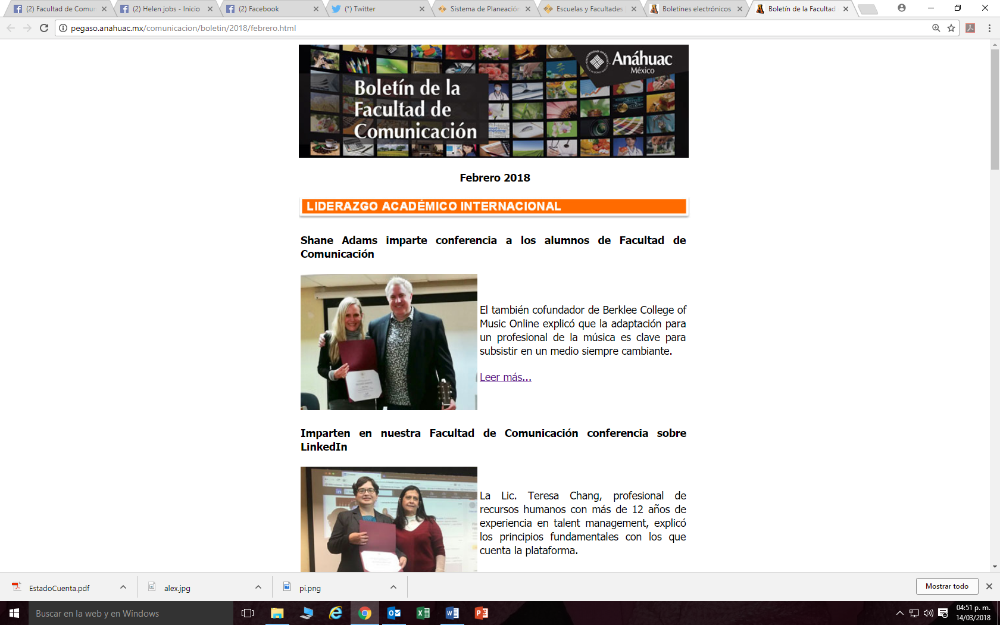 (2) Facultad de Comun
(2) Helen jobs - Inicio
(2) Facebook
(*) Twitter
Sistema de Planeación
Escuelas y Facultades
Boletines electrónicos
Boletín de la Facultad
pegaso.anahuac.mx/comunicacion/boletin/2018/febrero.html
Anáhuac
México
Boletín de la
Facultad de
Comunicación
Febrero 2018
LIDERAZGO ACADÉMICO INTERNACIONAL
Shane Adams imparte conferencia a los alumnos de Facultad de
Comunicación
El también cofundador de Berklee College of
Music Online explicó que la adaptación para
un profesional de la música es clave para
subsistir en un medio siempre cambiante.
Leer más...
Imparten en nuestra Facultad de Comunicación conferencia sobre
LinkedIn
La Lic. Teresa Chang, profesional de
recursos humanos con más de 12 años de
experiencia en talent management, explicó
los principios fundamentales con los que
cuenta la plataforma.
EstadoCuenta.pdf
alex.jpg
pi.png
Mostrar todo
Buscar en la web y en Windows
04:51 p. m.
14/03/2018